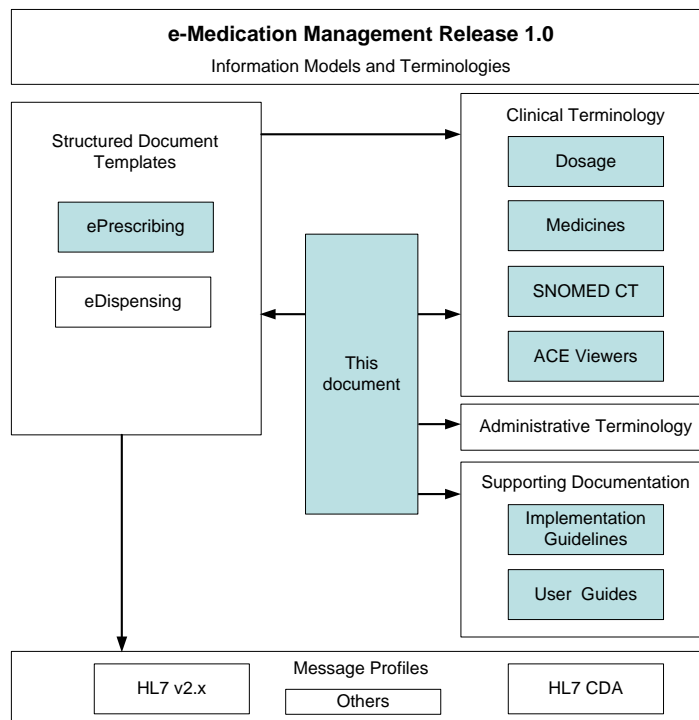 e-Medication Management Release 1.0
Information Models and Terminologies
Structured Document
Templates
ePrescribing
eDispensing
This
document
Clinical Terminology
Dosage
Medicines
SNOMED CT
ACE Viewers
Administrative Terminology
Supporting Documentation
Implementation
Guidelines
User Guides
Message Profiles
HL7 v2.x
Others
HL7 CDA